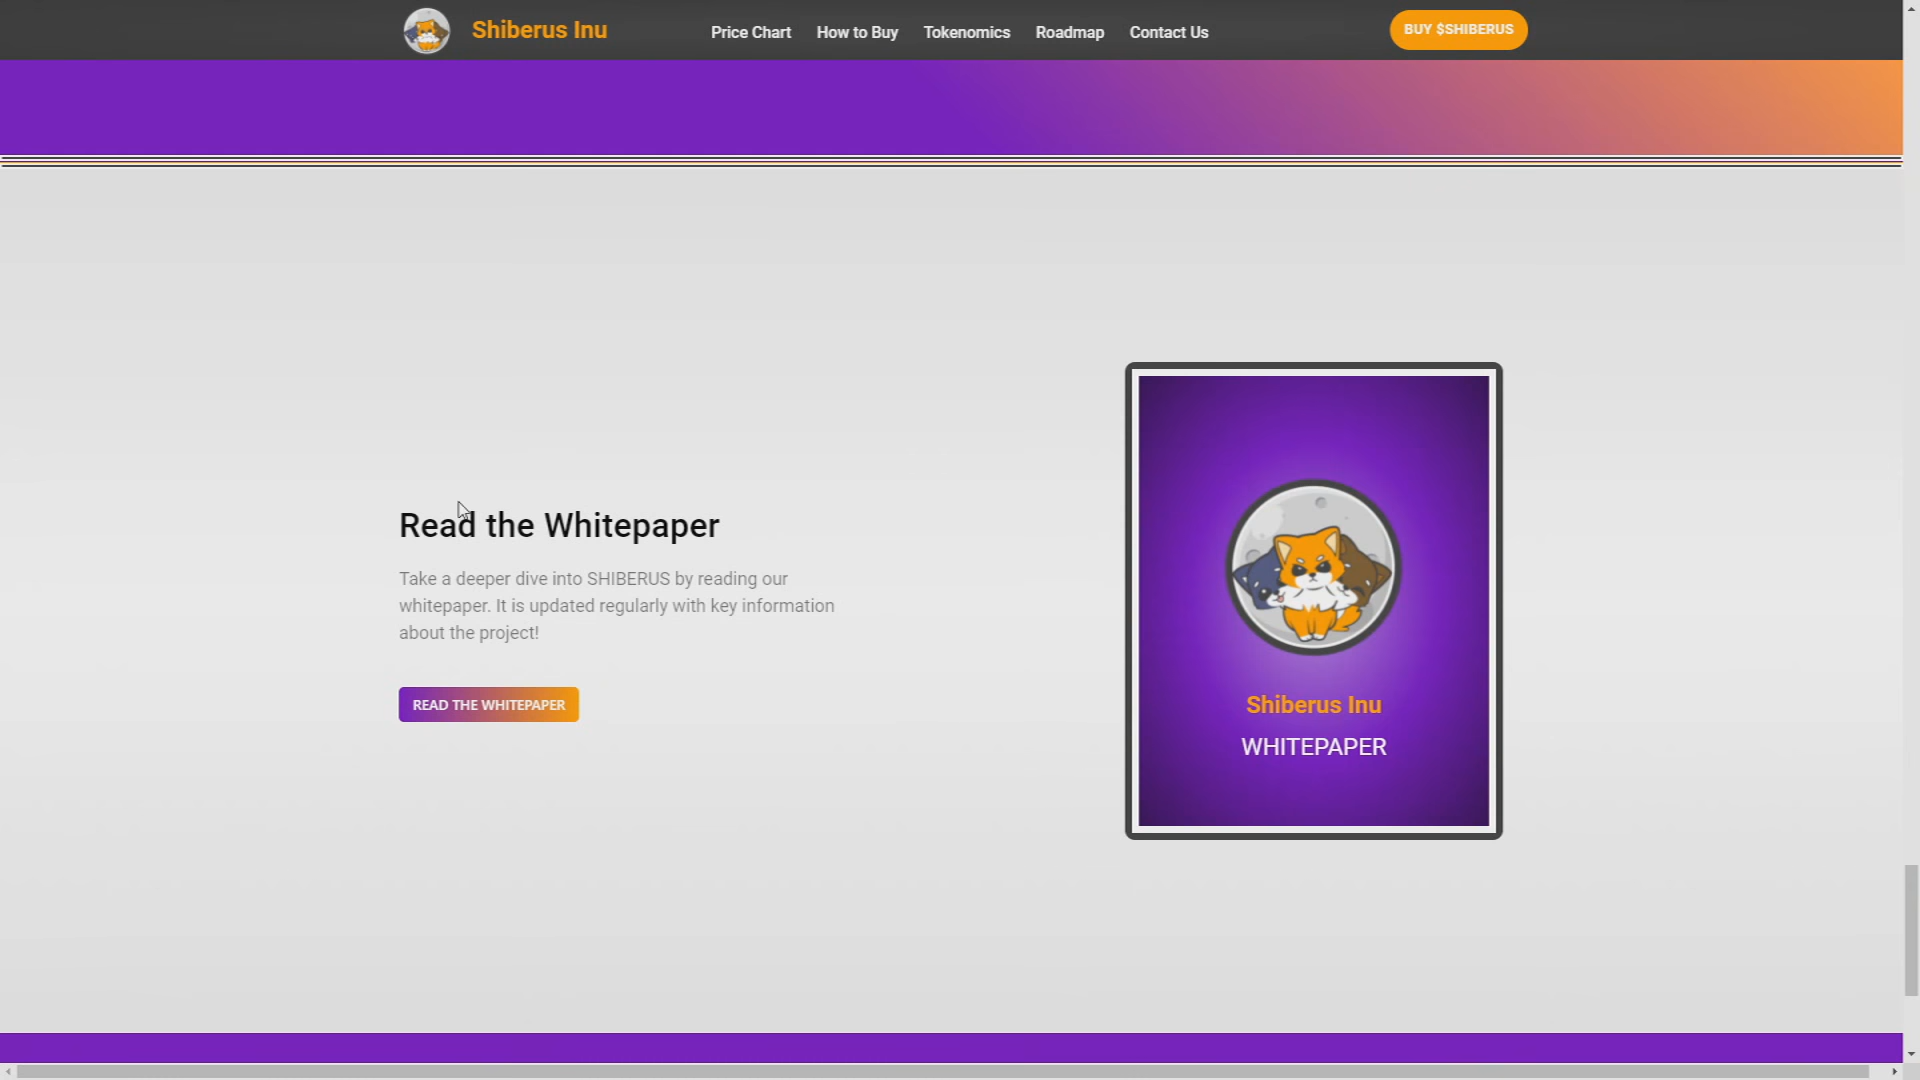 Shiberus Inu
Price Chart
How to Buy
Tokenomics
Roadmap
Contact Us
BUY $SHIBERUS
Read the Whitepaper
Take a deeper dive into SHIBERUS by reading our
whitepaper. It is updated regularly with key information
about the project!
READ THE WHITEPAPER
Shiberus Inu
WHITEPAPER